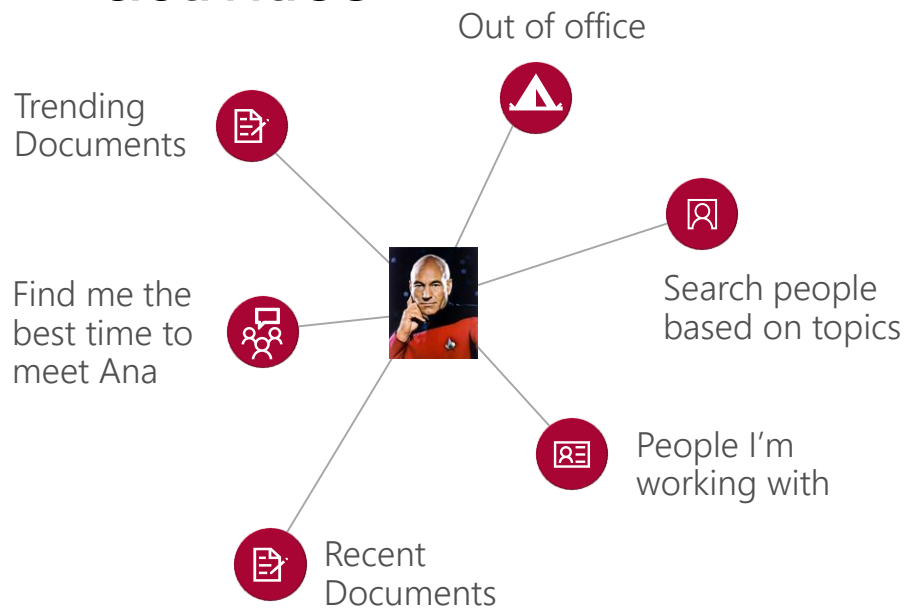 Out of office
Trending
Documents
Search people
based on topics
Find me the
best time to
meet Ana
People I’m
working with
Recent
Documents